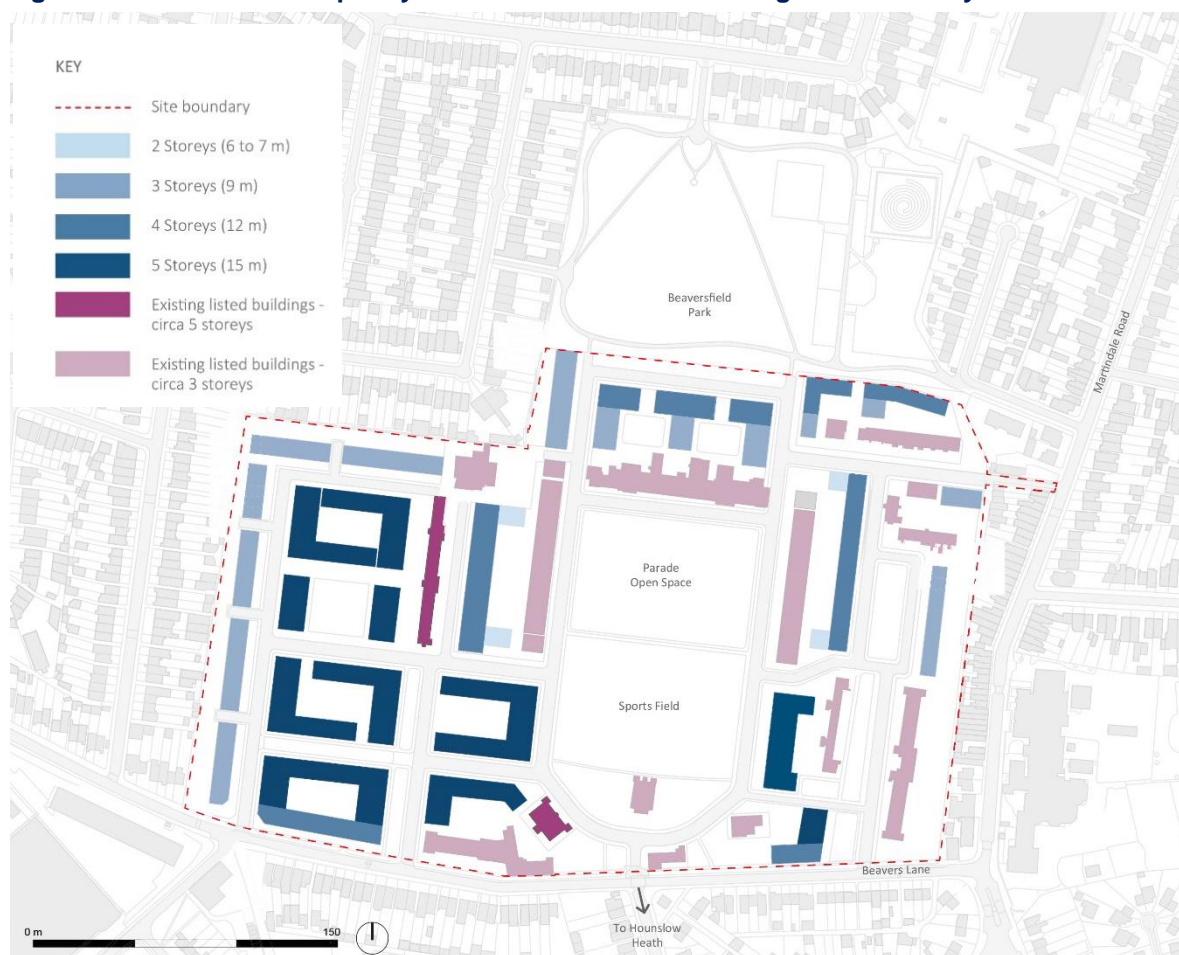 KEY
Site boundary
2 Storeys (6 to 7 m)
3 Storeys (9 m)
4 Storeys (12 m)
5 Storeys (15 m)
Existing listed buildings -
circa 5 storeys
Existing listed buildings -
circa 3 storeys
Beaversfield
Park
Martindale Road
Parade
Open Space
Sports Field
Beavers Lane
To Hounslow
Heath
0 m
150